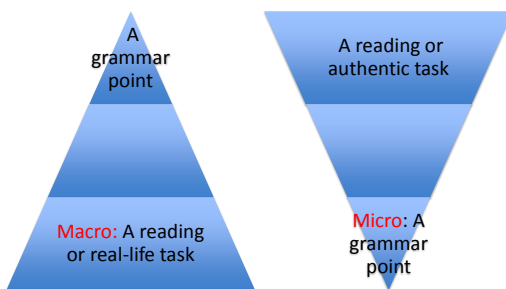 A
grammar
point
Macro: A reading
or real-life task
A reading or
authentic task
Micro: A
grammar
point